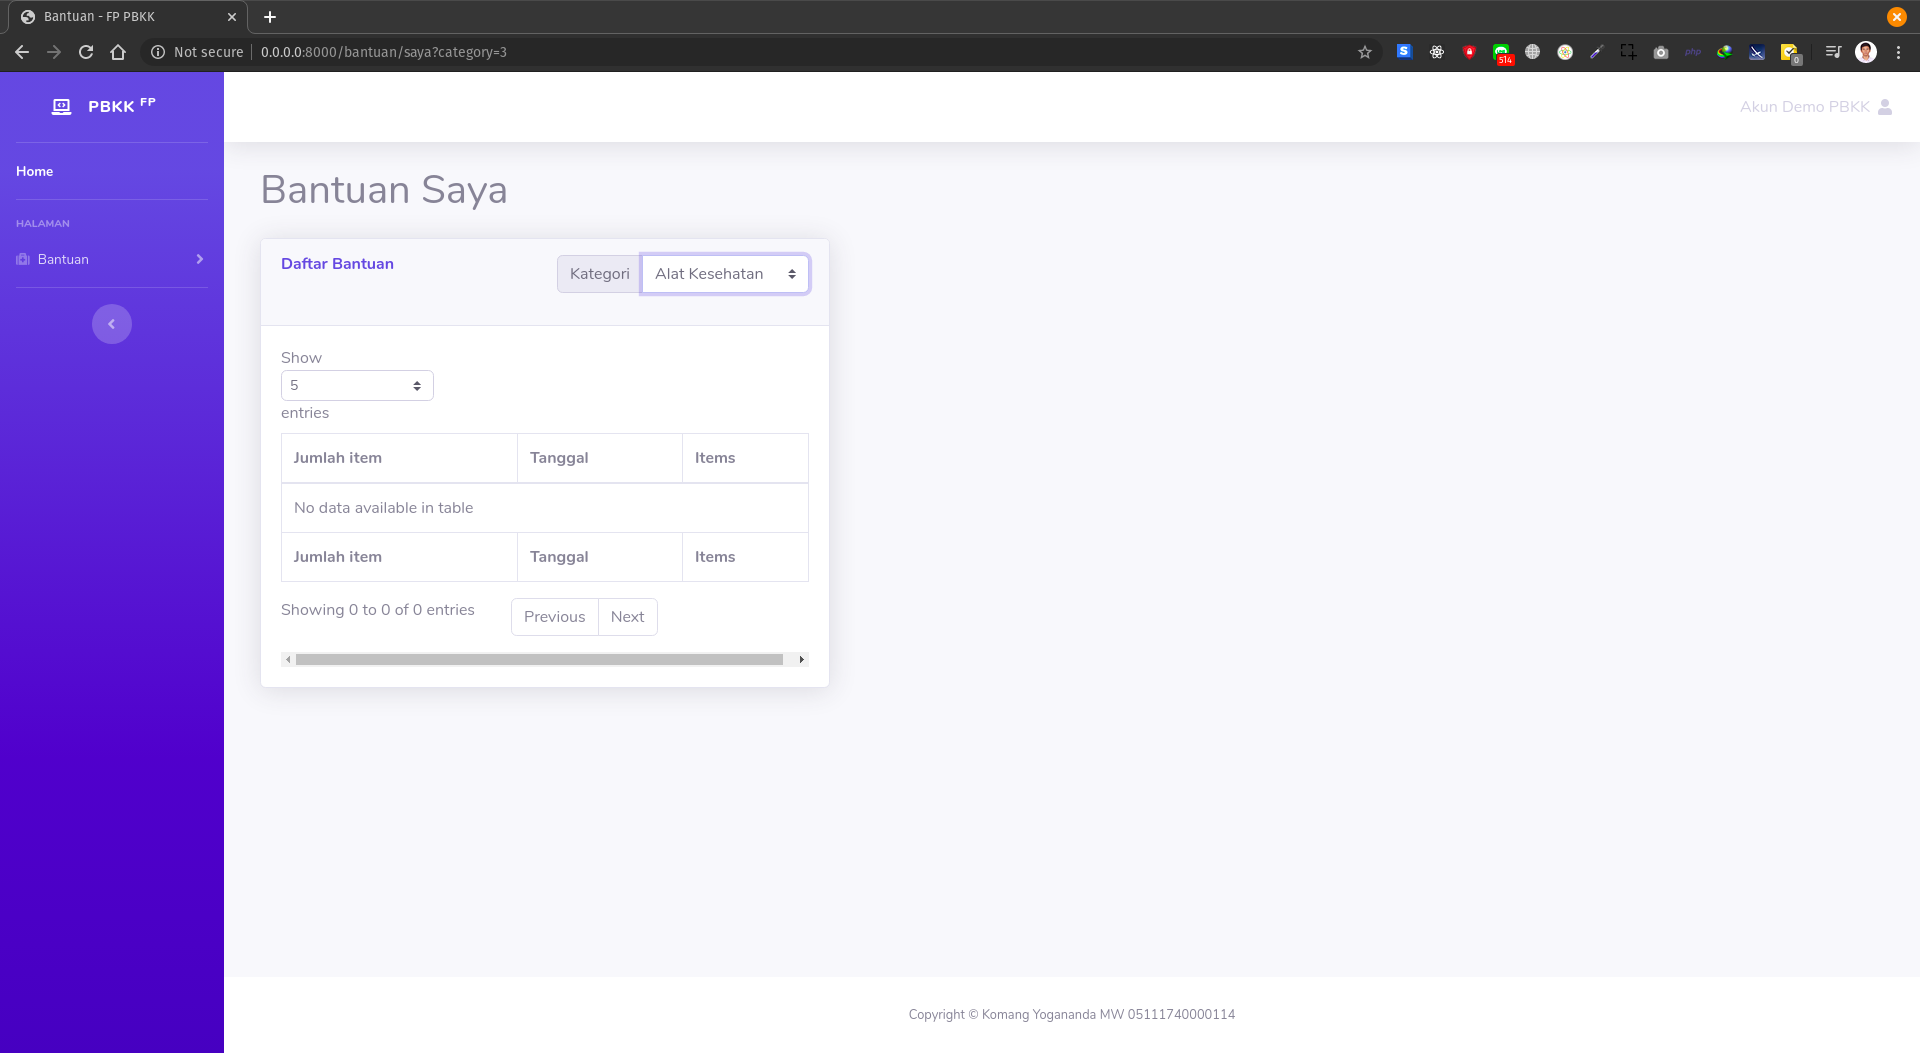 Bantuan - FP PBKK
Not secure
0.0.0.0:8000/bantuan/saya?category=3
S
514
php
0
PBKK FP
Akun Demo PBKK
Home
HALAMAN
Bantuan
Bantuan Saya
Daftar Bantuan
Kategori
Alat Kesehatan
Show
5
entries
Jumlah item Tanggal Items
No data available in table
Jumlah item Tanggal Items
Showing 0 to 0 of 0 entries
Previous Next
Copyright © Komang Yogananda MW 05111740000114